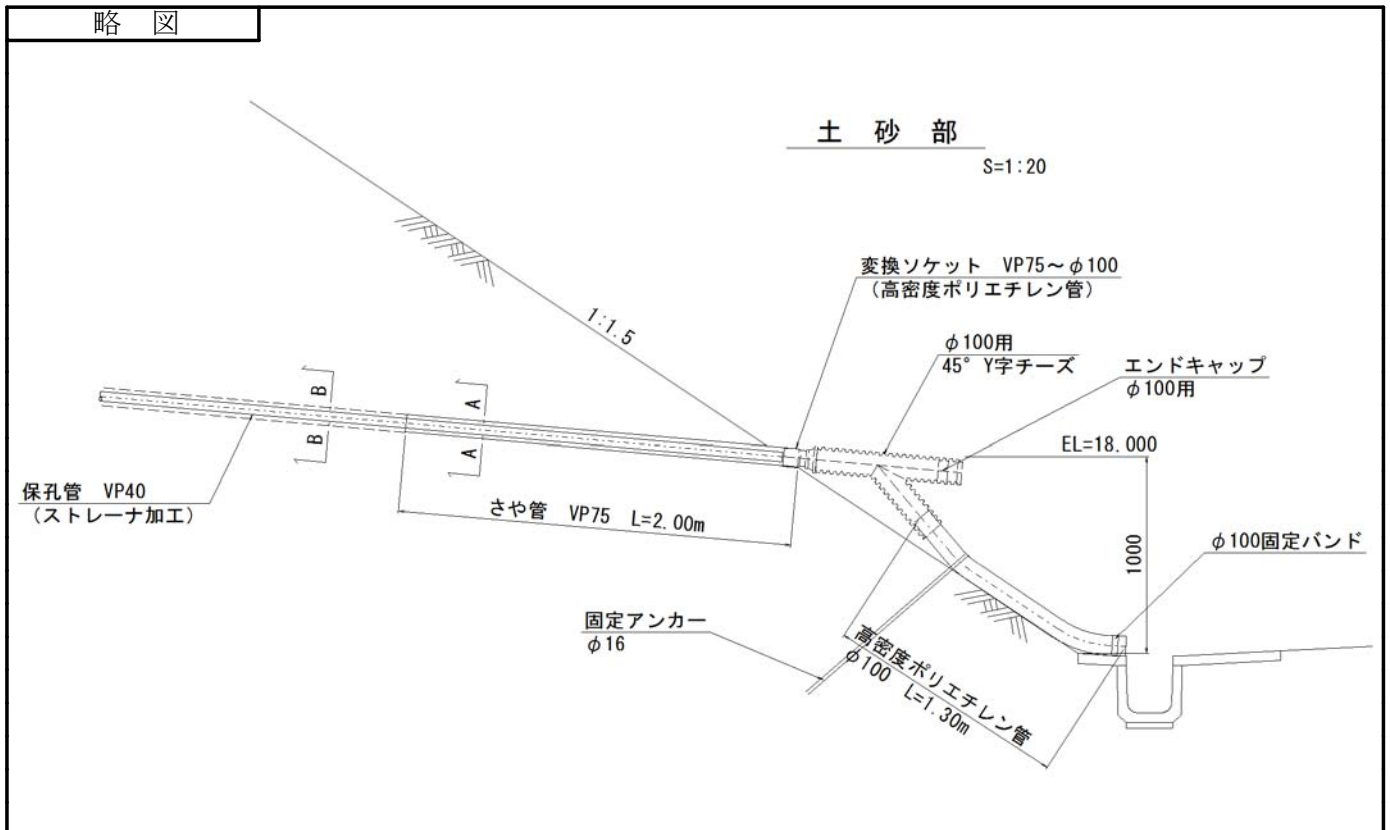 略 図
土 砂 部
S=1:20
変換ソケット VP75~φ100
(高密度ポリエチレン管)
1:1.5
φ100用
45° Y字チーズ
エンドキャップ
φ100用
EL=18.000
B
A
B
A
保孔管 VP40
(ストレーナ加工)
さや管 VP75 L=2.00m
φ100固定バンド
1000
固定アンカー
φ16
高密度ポリエチレン管
φ100 L=1.30m